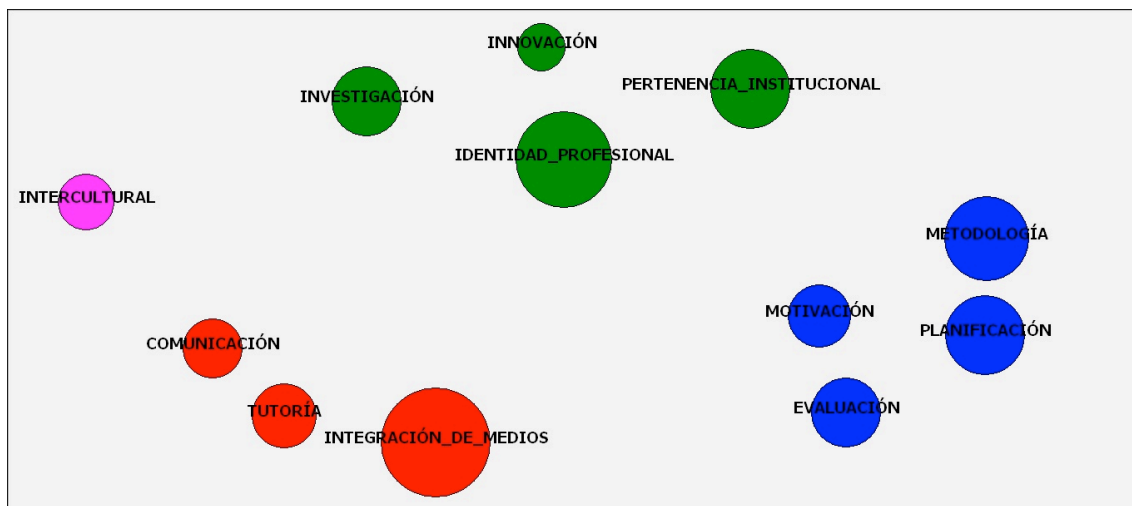 INNOVACIÓN
PERTENENCIA_INSTITUCIONAL
INVESTIGACIÓN
IDENTIDAD_PROFESIONAL
INTERCULTURAL
METODOLOGÍA
MOTIVACIÓN
PLANIFICACIÓN
COMUNICACIÓN
EVALUACIÓN
TUTORÍA
INTEGRACIÓN_DE_MEDIOS